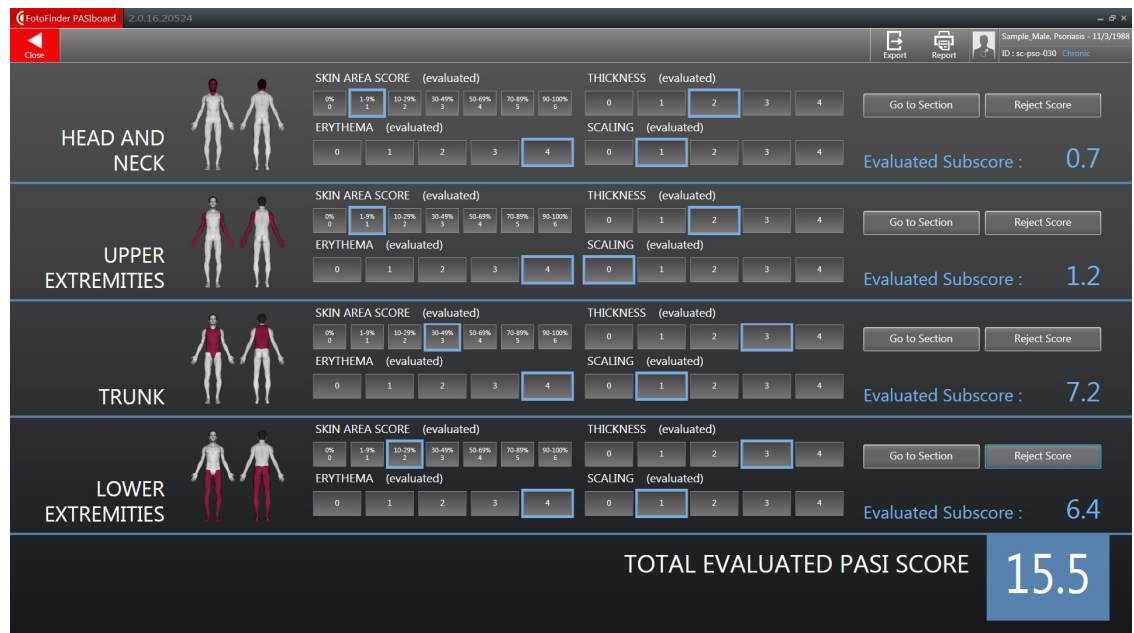 FotoFinder PASIboard 2.0.16.20524
Close
Export
Report
Sample_Male, Psoriasis - 11/3/1988
ID : sc-pso-030 Chronic
HEAD AND
NECK
SKIN AREA SCORE (evaluated)
0% 1-9% 10-29% 30-49% 50-69% 70-89% 90-100%
0 1 2 3 4 5 6
ERYTHEMA (evaluated)
0 1 2 3 4
THICKNESS (evaluated)
0 1 2 3 4
SCALING (evaluated)
0 1 2 3 4
Go to Section
Reject Score
Evaluated Subscore : 0.7
UPPER
EXTREMITIES
SKIN AREA SCORE (evaluated)
0% 1-9% 10-29% 30-49% 50-69% 70-89% 90-100%
0 1 2 3 4 5 6
ERYTHEMA (evaluated)
0 1 2 3 4
THICKNESS (evaluated)
0 1 2 3 4
SCALING (evaluated)
0 1 2 3 4
Go to Section
Reject Score
Evaluated Subscore : 1.2
TRUNK
SKIN AREA SCORE (evaluated)
0% 1-9% 10-29% 30-49% 50-69% 70-89% 90-100%
0 1 2 3 4 5 6
ERYTHEMA (evaluated)
0 1 2 3 4
THICKNESS (evaluated)
0 1 2 3 4
SCALING (evaluated)
0 1 2 3 4
Go to Section
Reject Score
Evaluated Subscore : 7.2
LOWER
EXTREMITIES
SKIN AREA SCORE (evaluated)
0% 1-9% 10-29% 30-49% 50-69% 70-89% 90-100%
0 1 2 3 4 5 6
ERYTHEMA (evaluated)
0 1 2 3 4
THICKNESS (evaluated)
0 1 2 3 4
SCALING (evaluated)
0 1 2 3 4
Go to Section
Reject Score
Evaluated Subscore : 6.4
TOTAL EVALUATED PASI SCORE 15.5